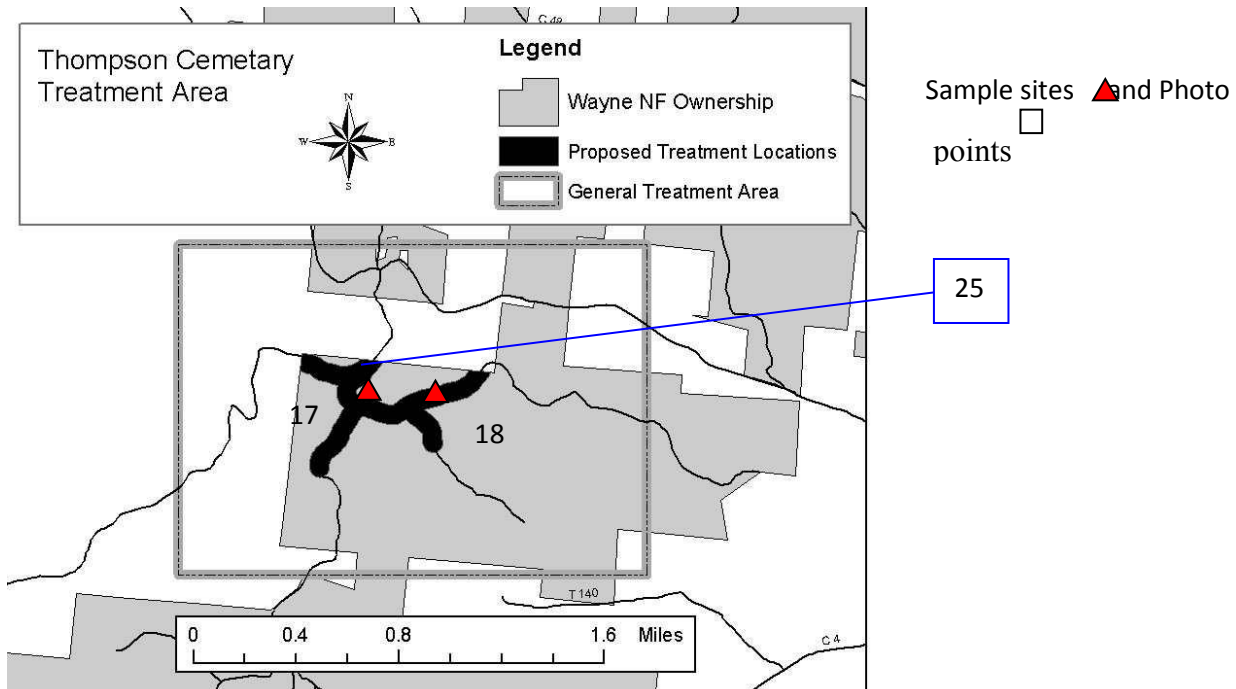 C 48
Thompson Cemetary
Treatment Area
N
W E
S
Legend
Wayne NF Ownership
Proposed Treatment Locations
General Treatment Area
Sample sites and Photo
points
25
17
18
T 140
0 0.4 0.8 1.6 Miles
C 4